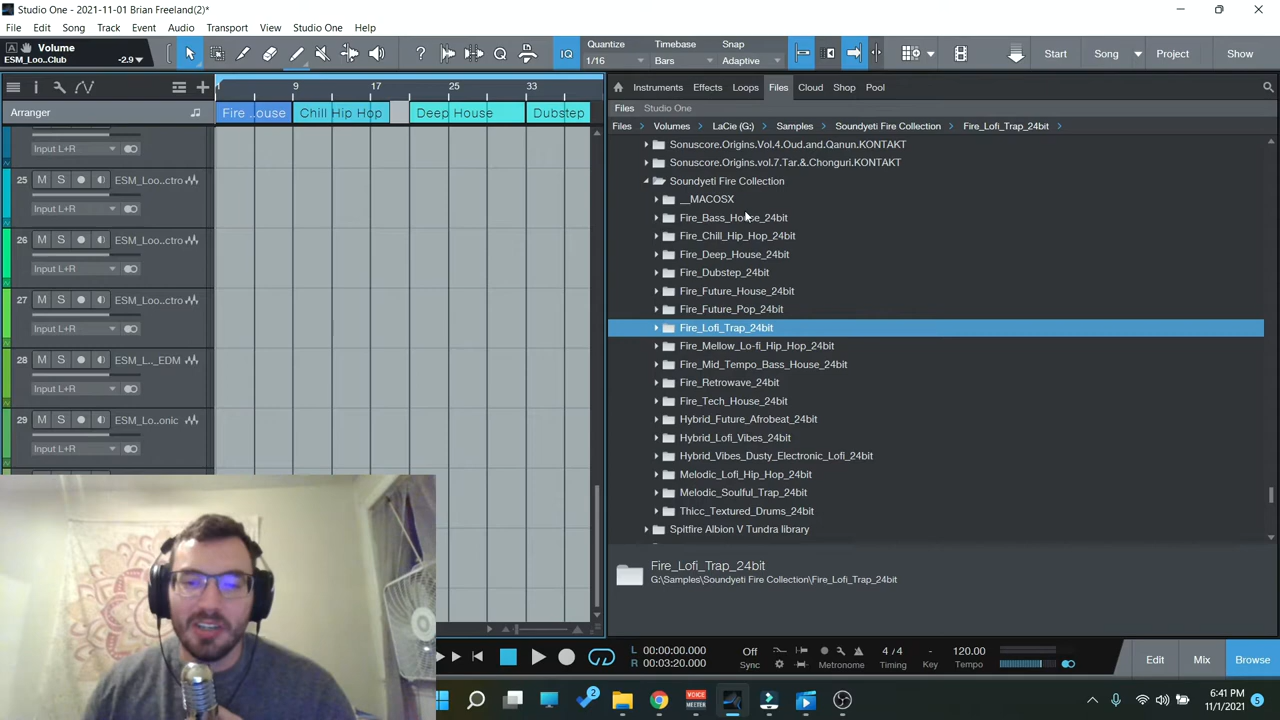 Studio One - 2021-11-01 Brian Freeland(2)*
File Edit Song Track Event Audio Transport View Studio One Help
A Volume
ESM_Loo..Club -2.9
IQ
Quantize Timebase Snap
1/16 Bars Adaptive
Start Song Project Show
1 9 17 25 33
Arranger
Fire ..ouse Chill Hip Hop Deep House Dubstep
Input L+R
25 M S ESM_Loo...ctro
Input L+R
26 M S ESM_Loo...ctro
Input L+R
27 M S ESM_Loo...ctro
Input L+R
28 M S ESM_L.._EDM
Input L+R
29 M S ESM_Lo..onic
Input L+R
Instruments Effects Loops Files Cloud Shop Pool
Files Studio One
Files > Volumes > LaCie (G:) > Samples > Soundyeti Fire Collection > Fire_Lofi_Trap_24bit >
Sonuscore.Origins.Vol.4.Oud.and.Qanun.KONTAKT
Sonuscore.Origins.vol.7.Tar.&.Chonguri.KONTAKT
Soundyeti Fire Collection
__MACOSX
Fire_Bass_House_24bit
Fire_Chill_Hip_Hop_24bit
Fire_Deep_House_24bit
Fire_Dubstep_24bit
Fire_Future_House_24bit
Fire_Future_Pop_24bit
Fire_Lofi_Trap_24bit
Fire_Mellow_Lo-fi_Hip_Hop_24bit
Fire_Mid_Tempo_Bass_House_24bit
Fire_Retrowave_24bit
Fire_Tech_House_24bit
Hybrid_Future_Afrobeat_24bit
Hybrid_Lofi_Vibes_24bit
Hybrid_Vibes_Dusty_Electronic_Lofi_24bit
Melodic_Lofi_Hip_Hop_24bit
Melodic_Soulful_Trap_24bit
Thicc_Textured_Drums_24bit
Spitfire Albion V Tundra library
Fire_Lofi_Trap_24bit
G:\Samples\Soundyeti Fire Collection\Fire_Lofi_Trap_24bit
L 00:00:00.000
R 00:03:20.000
Off
Sync
Metronome
4 / 4
Timing
-
Key
120.00
Tempo
Edit Mix Browse
2
VOICE MEETER
6:41 PM
11/1/2021
5